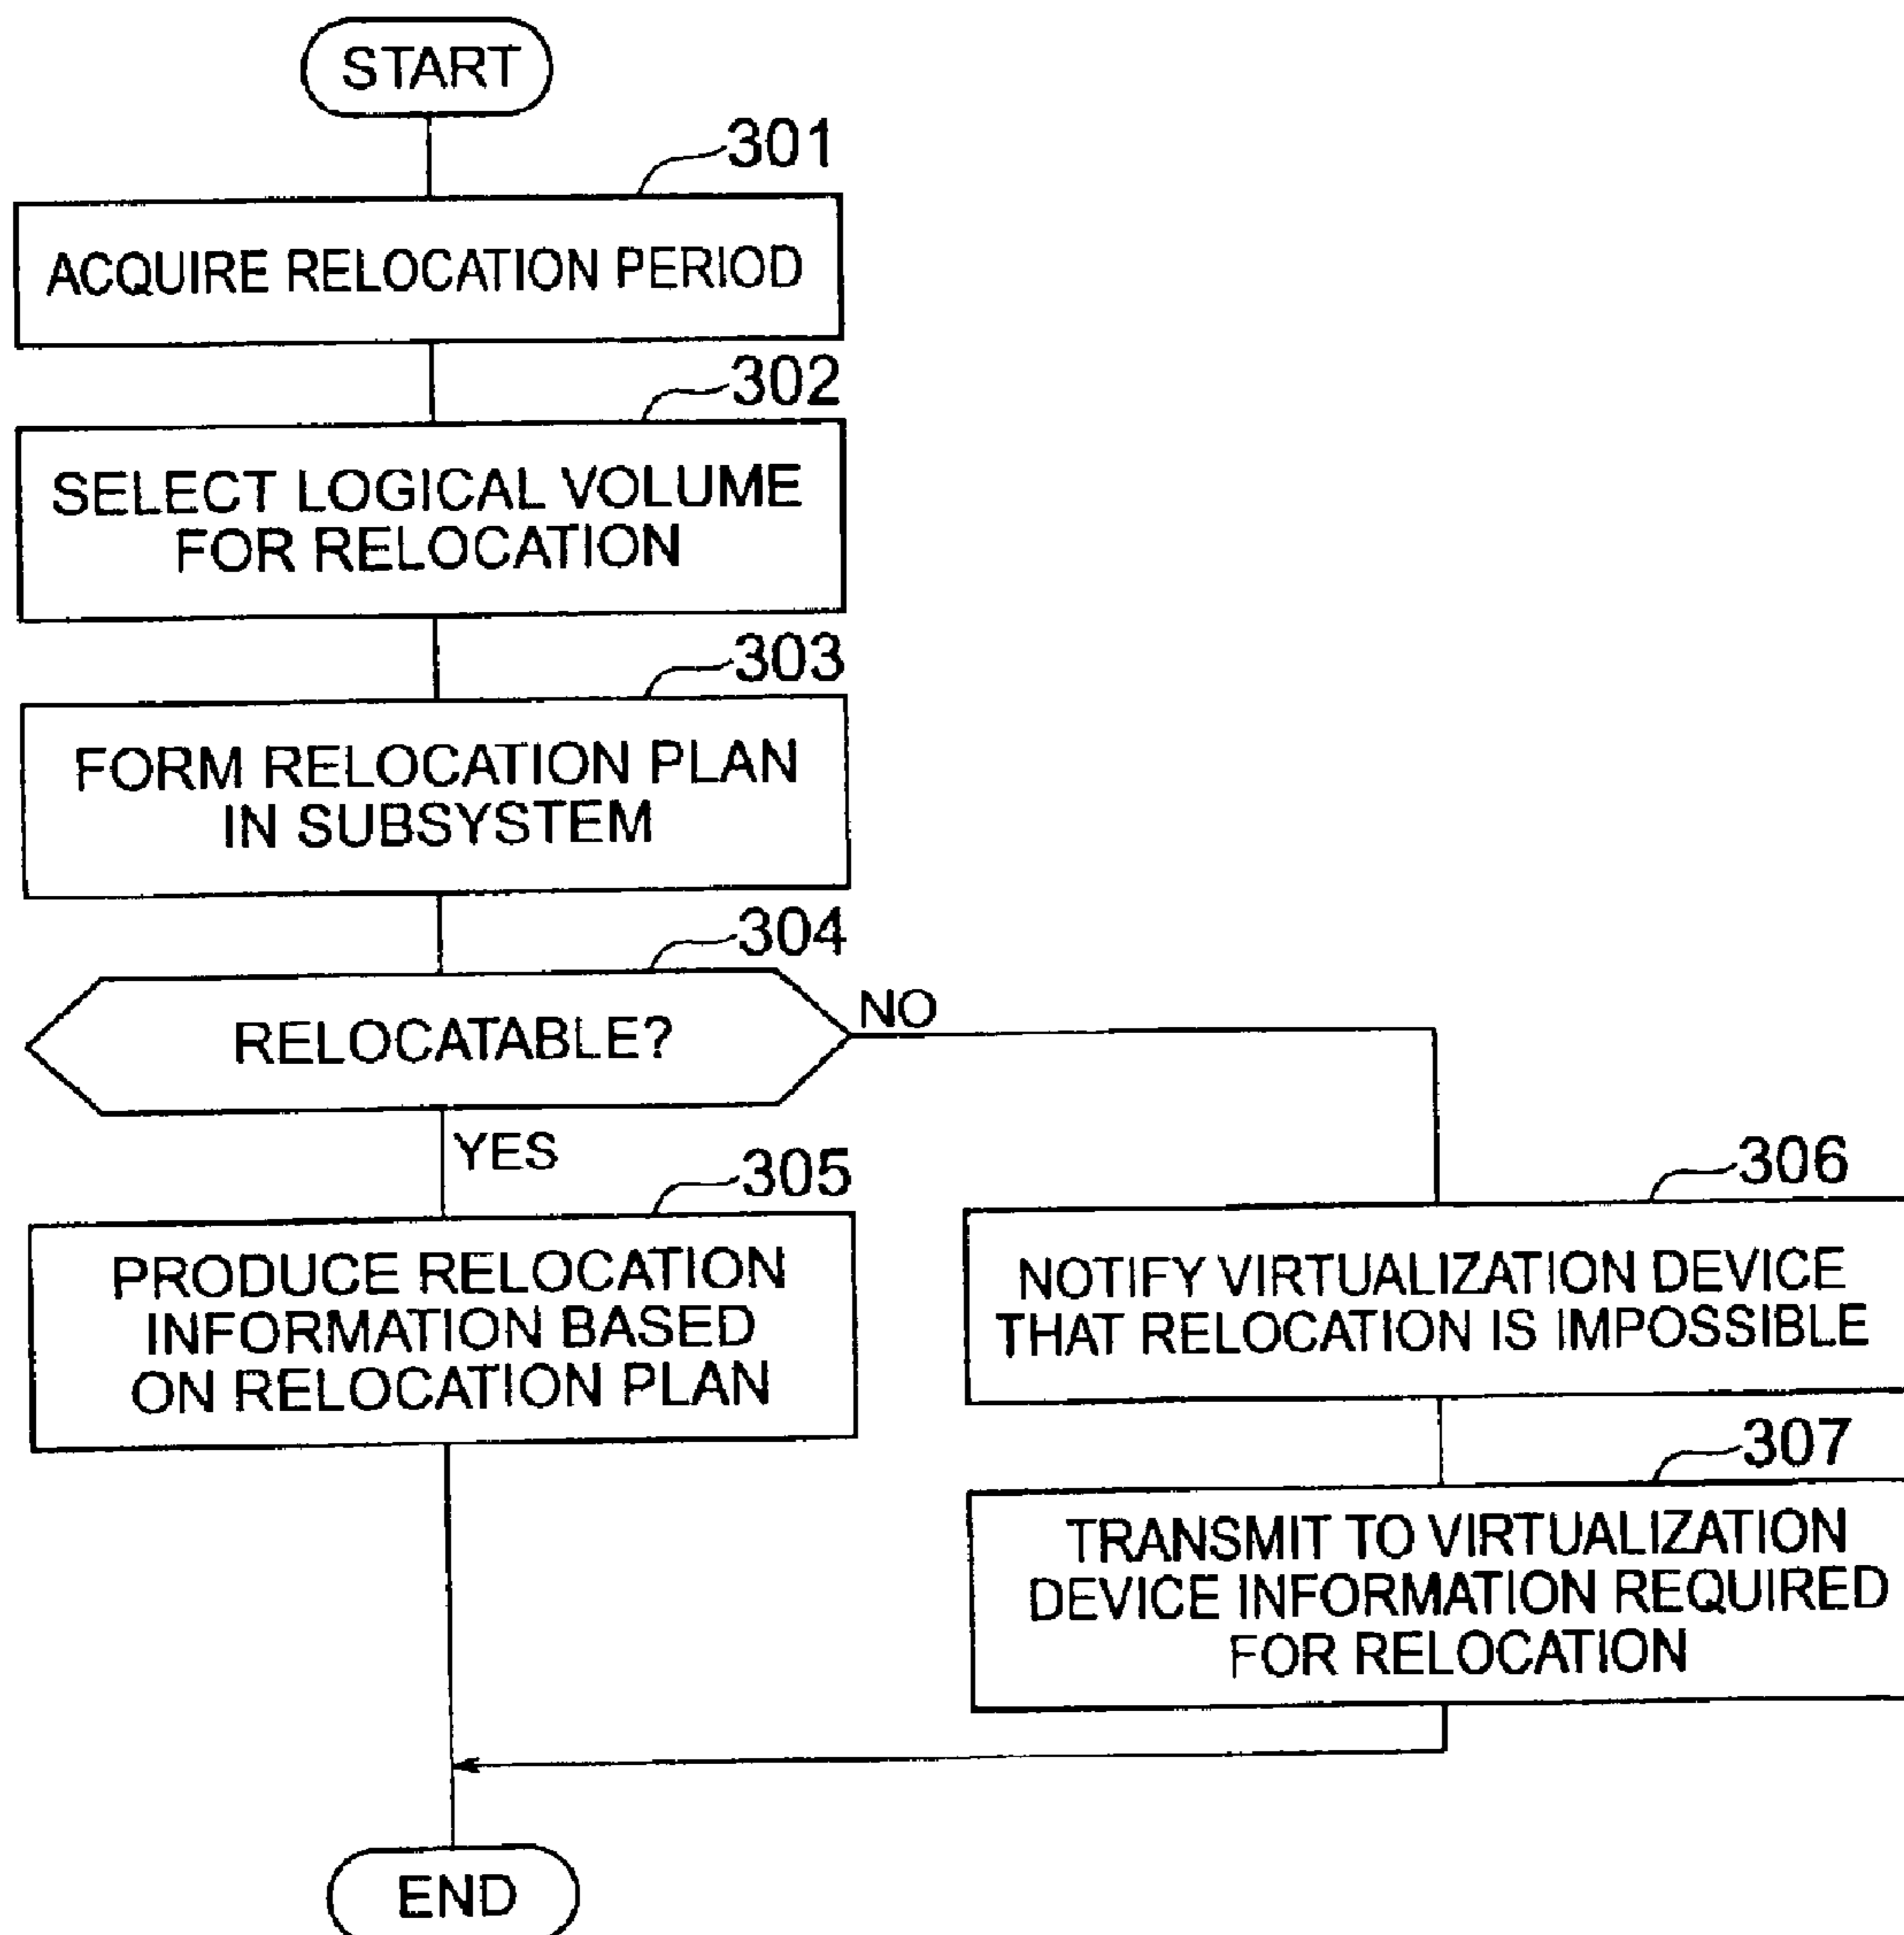 START
301
ACQUIRE RELOCATION PERIOD
302
SELECT LOGICAL VOLUME
FOR RELOCATION
303
FORM RELOCATION PLAN
IN SUBSYSTEM
304
RELOCATABLE?
NO
YES
305
PRODUCE RELOCATION
INFORMATION BASED
ON RELOCATION PLAN
306
NOTIFY VIRTUALIZATION DEVICE
THAT RELOCATION IS IMPOSSIBLE
307
TRANSMIT TO VIRTUALIZATION
DEVICE INFORMATION REQUIRED
FOR RELOCATION
END